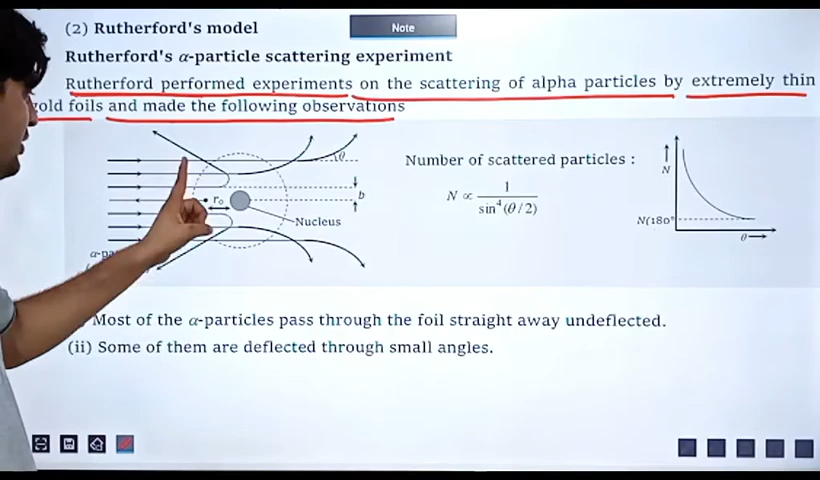 (2) Rutherford's model
Note
Rutherford's α-particle scattering experiment
Rutherford performed experiments on the scattering of alpha particles by extremely thin
gold foils and made the following observations
θ
r₀
b
Nucleus
Number of scattered particles :
N ∝ 1 / sin⁴(θ/2)
N
N(180°
θ
Most of the α-particles pass through the foil straight away undeflected.
(ii) Some of them are deflected through small angles.